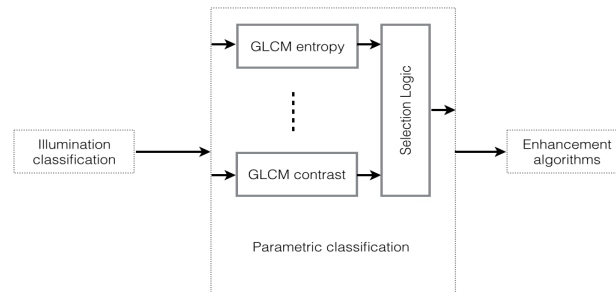 GLCM entropy
Selection Logic
Illumination
classification
Enhancement
algorithms
GLCM contrast
Parametric classification